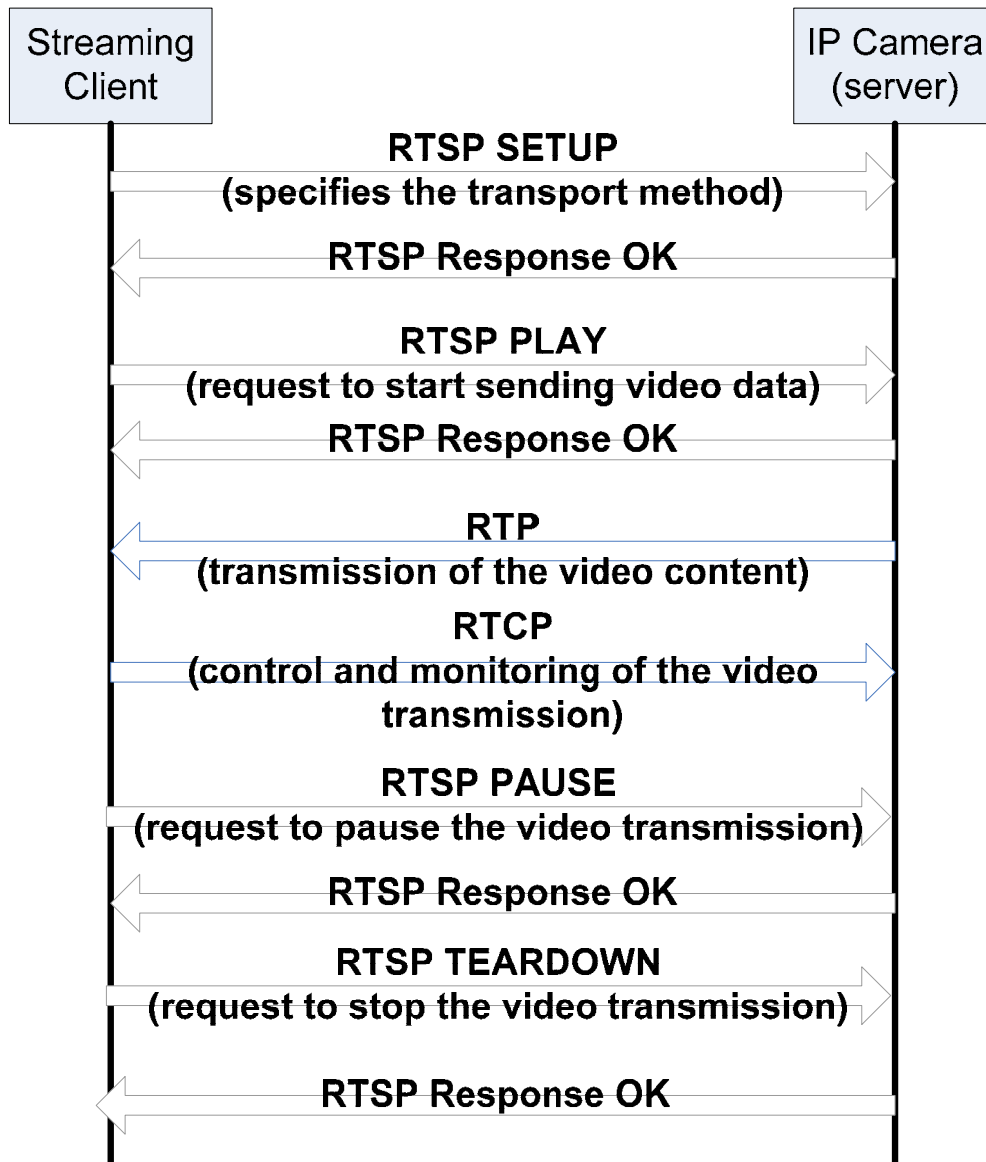 Streaming
Client
IP Camera
(server)
RTSP SETUP
(specifies the transport method)
RTSP Response OK
RTSP PLAY
(request to start sending video data)
RTSP Response OK
RTP
(transmission of the video content)
RTCP
(control and monitoring of the video
transmission)
RTSP PAUSE
(request to pause the video transmission)
RTSP Response OK
RTSP TEARDOWN
(request to stop the video transmission)
RTSP Response OK